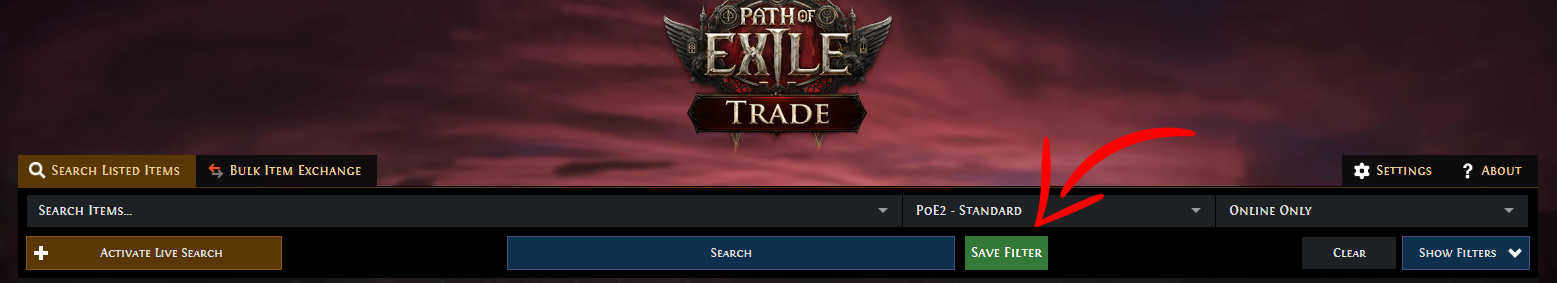 PATH OF
EXILE
TRADE
SEARCH LISTED ITEMS
BULK ITEM EXCHANGE
SETTINGS
? ABOUT
SEARCH ITEMS...
POE2 - STANDARD
ONLINE ONLY
ACTIVATE LIVE SEARCH
SEARCH
SAVE FILTER
CLEAR
SHOW FILTERS